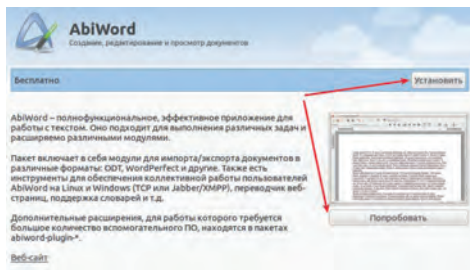 AbiWord
Создание, редактирование и просмотр документов
Бесплатно
Установить
AbiWord – полнофункциональное, эффективное приложение для
работы с текстом. Оно подходит для выполнения различных задач и
расширяемо различными модулями.
Пакет включает в себя модули для импорта/экспорта документов в
различные форматы: ODT, WordPerfect и другие. Также есть
инструменты для обеспечения коллективной работы пользователей
AbiWord на Linux и Windows (TCP или Jabber/XMPP), переводчик веб-
страниц, поддержка словарей и т.д.
Попробовать
Дополнительные расширения, для работы которого требуется
большое количество вспомогательного ПО, находятся в пакетах
abiword-plugin-*.
Веб-сайт